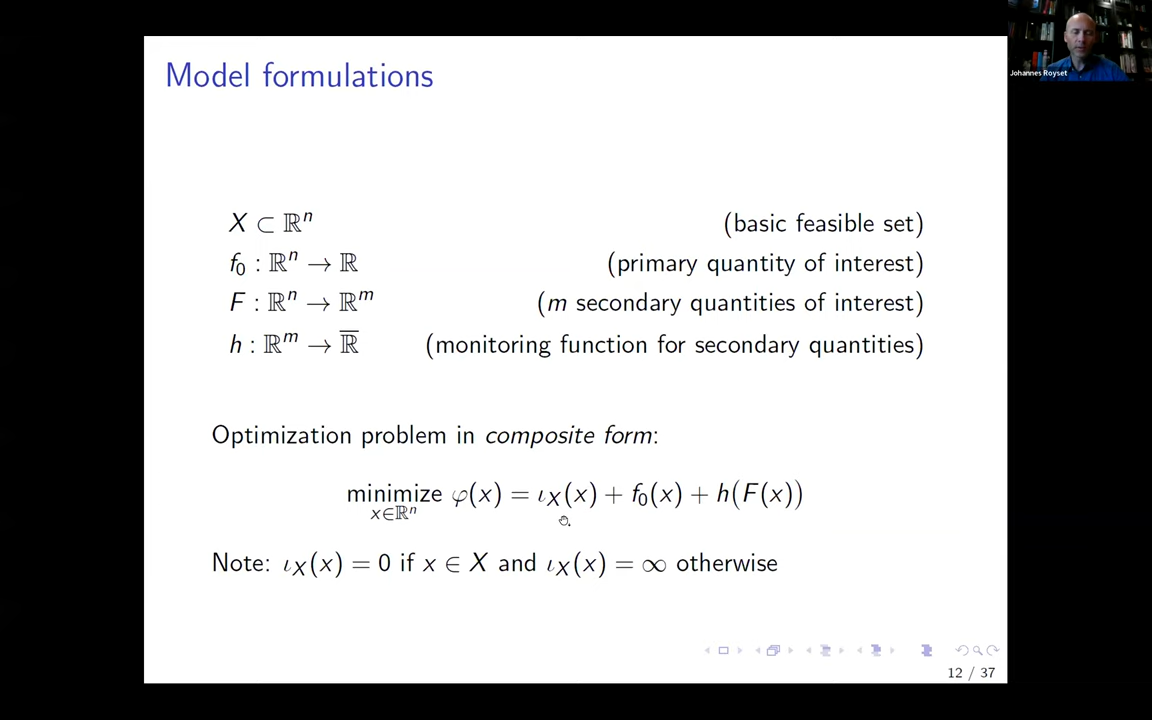 Model formulations
Johannes Royset
X ⊂ ℝⁿ (basic feasible set)
f₀ : ℝⁿ → ℝ (primary quantity of interest)
F : ℝⁿ → ℝᵐ (m secondary quantities of interest)
h : ℝᵐ → ℝ̅ (monitoring function for secondary quantities)
Optimization problem in composite form:
minimize φ(x) = ι_X(x) + f₀(x) + h(F(x))
x∈ℝⁿ
Note: ι_X(x) = 0 if x ∈ X and ι_X(x) = ∞ otherwise
12 / 37